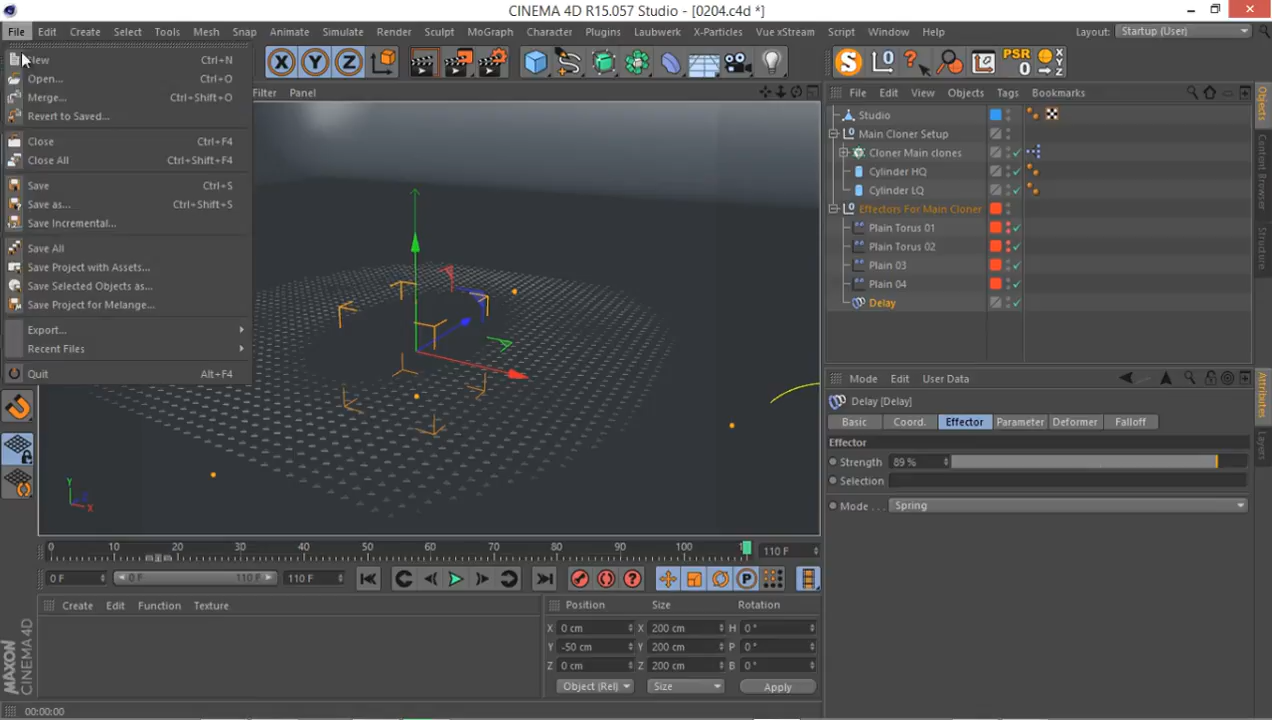 CINEMA 4D R15.057 Studio - [0204.c4d *]
File Edit Create Select Tools Mesh Snap Animate Simulate Render Sculpt MoGraph Character Plugins Laubwerk X-Particles Vue xStream Script Window Help Layout: Startup (User)
New Ctrl+N
Open... Ctrl+O
Merge... Ctrl+Shift+O
Revert to Saved...
Close Ctrl+F4
Close All Ctrl+Shift+F4
Save Ctrl+S
Save as... Ctrl+Shift+S
Save Incremental...
Save All
Save Project with Assets...
Save Selected Objects as...
Save Project for Melange...
Export...
Recent Files
Quit Alt+F4
X Y Z
PSR
0
Filter Panel
File Edit View Objects Tags Bookmarks
Studio
Main Cloner Setup
Cloner Main clones
Cylinder HQ
Cylinder LQ
Effectors For Main Cloner
Plain Torus 01
Plain Torus 02
Plain 03
Plain 04
Delay
Objects
Content Browser
Structure
Mode Edit User Data
Delay [Delay]
Basic Coord. Effector Parameter Deformer Falloff
Effector
Strength 89 %
Selection
Mode . . . Spring
Attributes
Layers
Y
X
0 10 20 30 40 50 60 70 80 90 100 110 F
0 F 0 F 110 F 110 F
P
Create Edit Function Texture
Position Size Rotation
X 0 cm X 200 cm H 0 °
Y -50 cm Y 200 cm P 0 °
Z 0 cm Z 200 cm B 0 °
Object (Rel) Size Apply
MAXON
CINEMA 4D
00:00:00